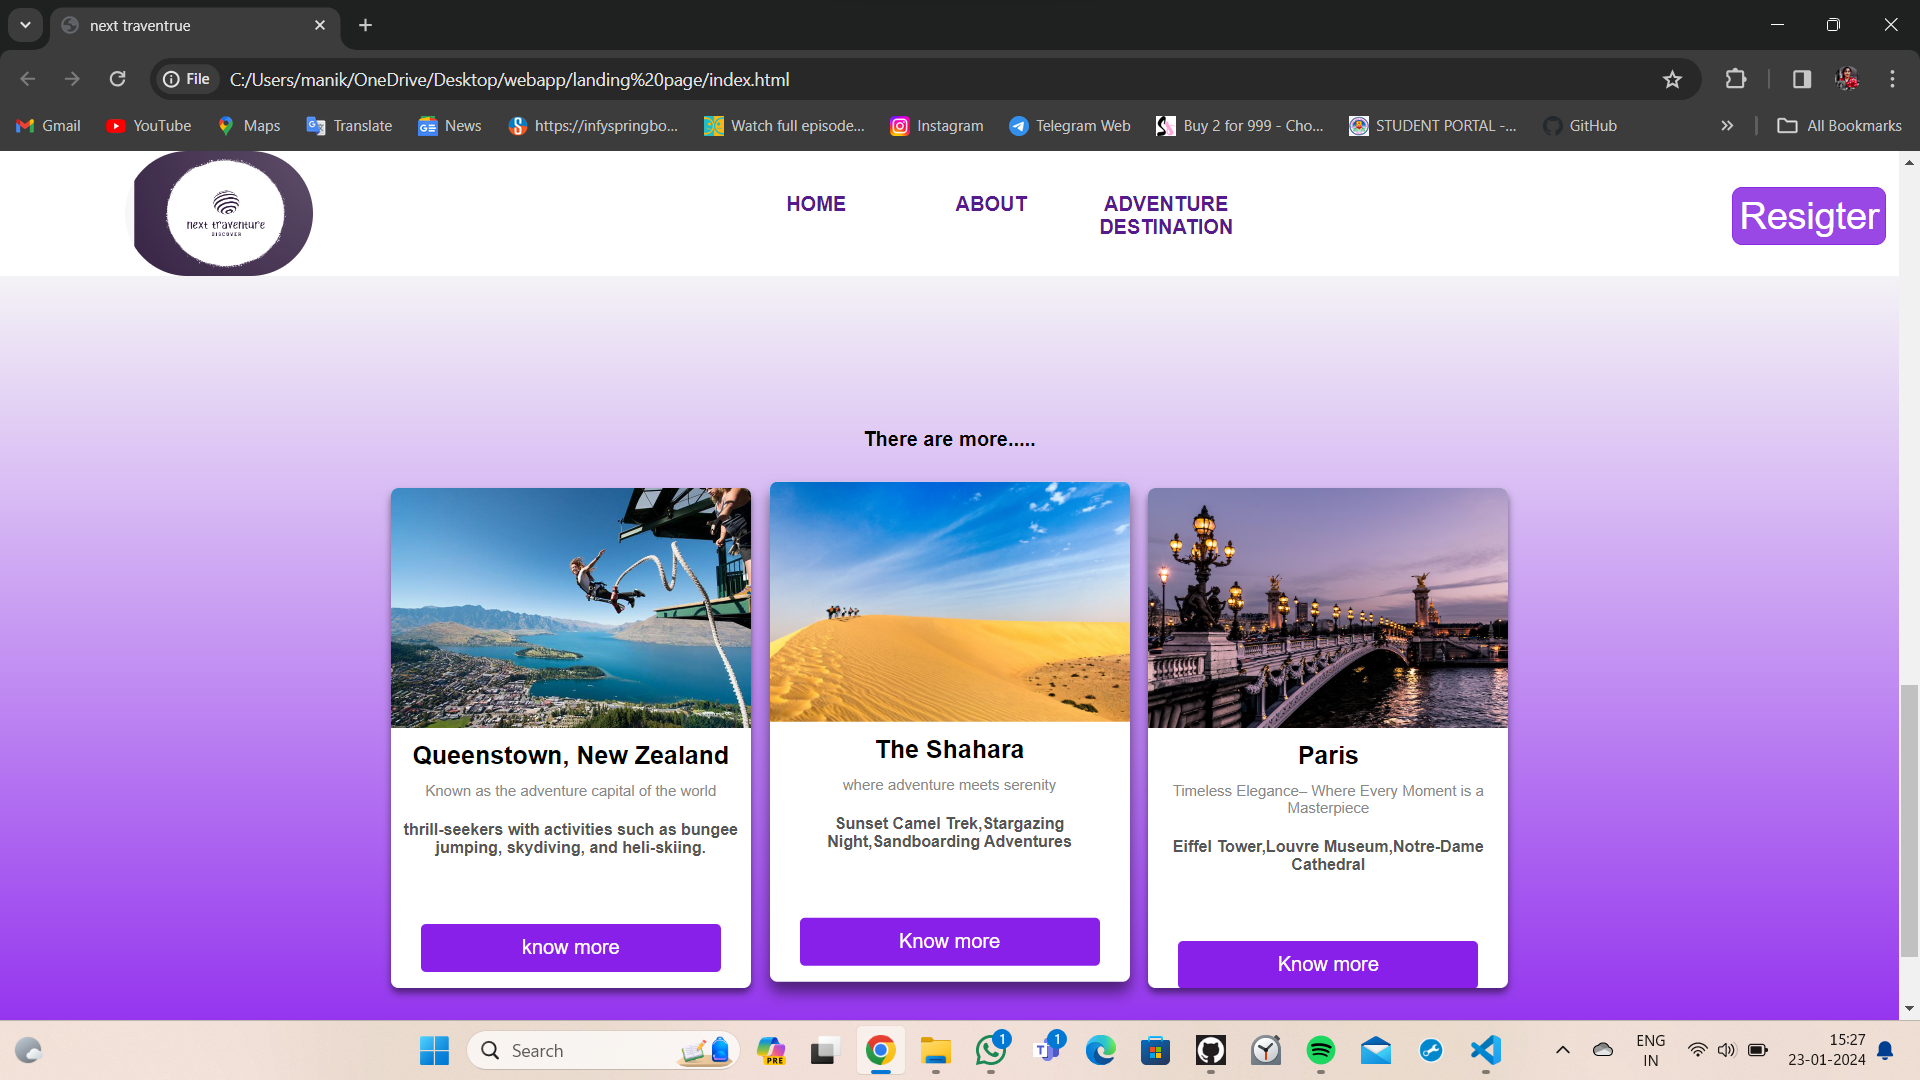 next traventrue
File
C:/Users/manik/OneDrive/Desktop/webapp/landing%20page/index.html
Gmail
YouTube
Maps
Translate
News
https://infyspringbo...
Watch full episode...
Instagram
Telegram Web
Buy 2 for 999 - Cho...
STUDENT PORTAL -...
GitHub
All Bookmarks
next traventure
DISCOVER
HOME
ABOUT
ADVENTURE
DESTINATION
Resigter
There are more.....
Queenstown, New Zealand
Known as the adventure capital of the world
thrill-seekers with activities such as bungee
jumping, skydiving, and heli-skiing.
know more
The Shahara
where adventure meets serenity
Sunset Camel Trek,Stargazing
Night,Sandboarding Adventures
Know more
Paris
Timeless Elegance– Where Every Moment is a
Masterpiece
Eiffel Tower,Louvre Museum,Notre-Dame
Cathedral
Know more
Search
PRE
1
1
ENG
IN
15:27
23-01-2024